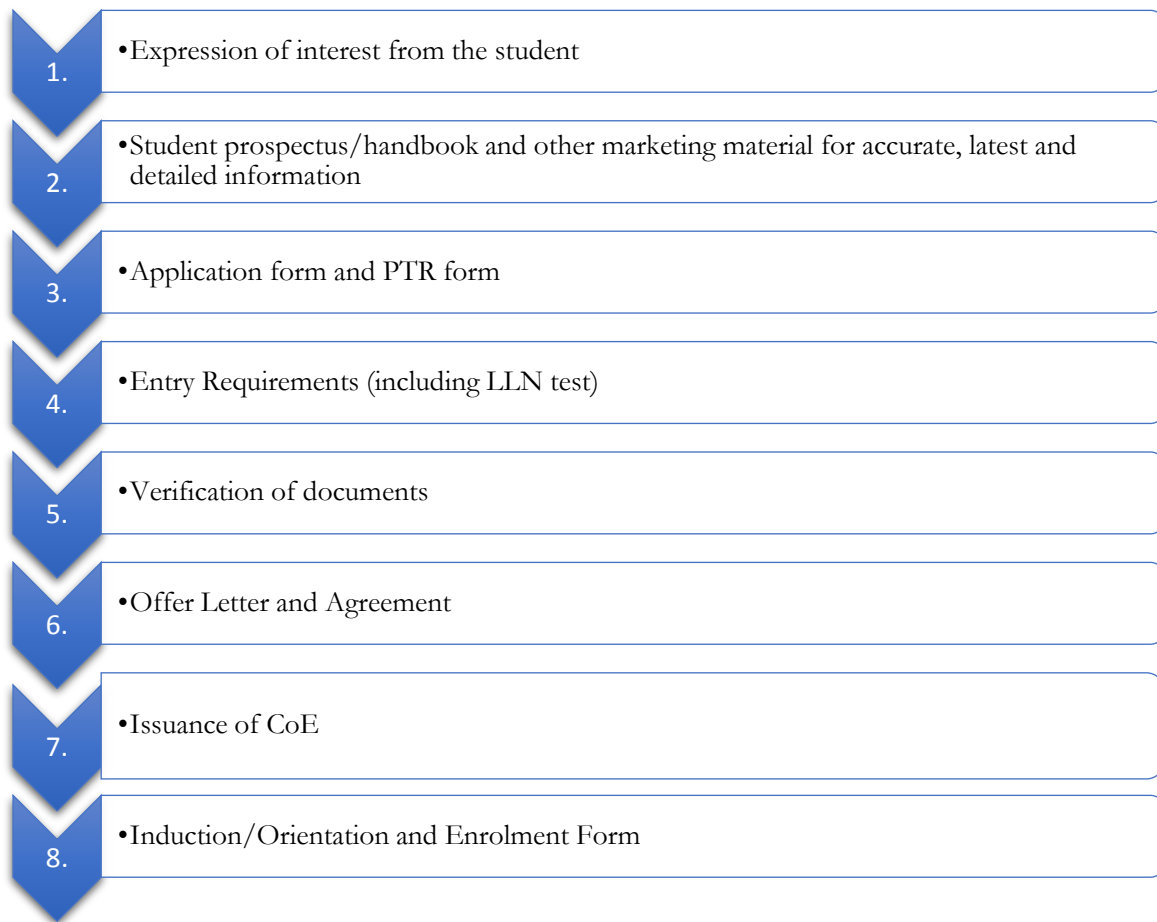 1.
•Expression of interest from the student
2.
•Student prospectus/handbook and other marketing material for accurate, latest and
detailed information
3.
•Application form and PTR form
4.
•Entry Requirements (including LLN test)
5.
•Verification of documents
6.
•Offer Letter and Agreement
7.
•Issuance of CoE
8.
•Induction/Orientation and Enrolment Form